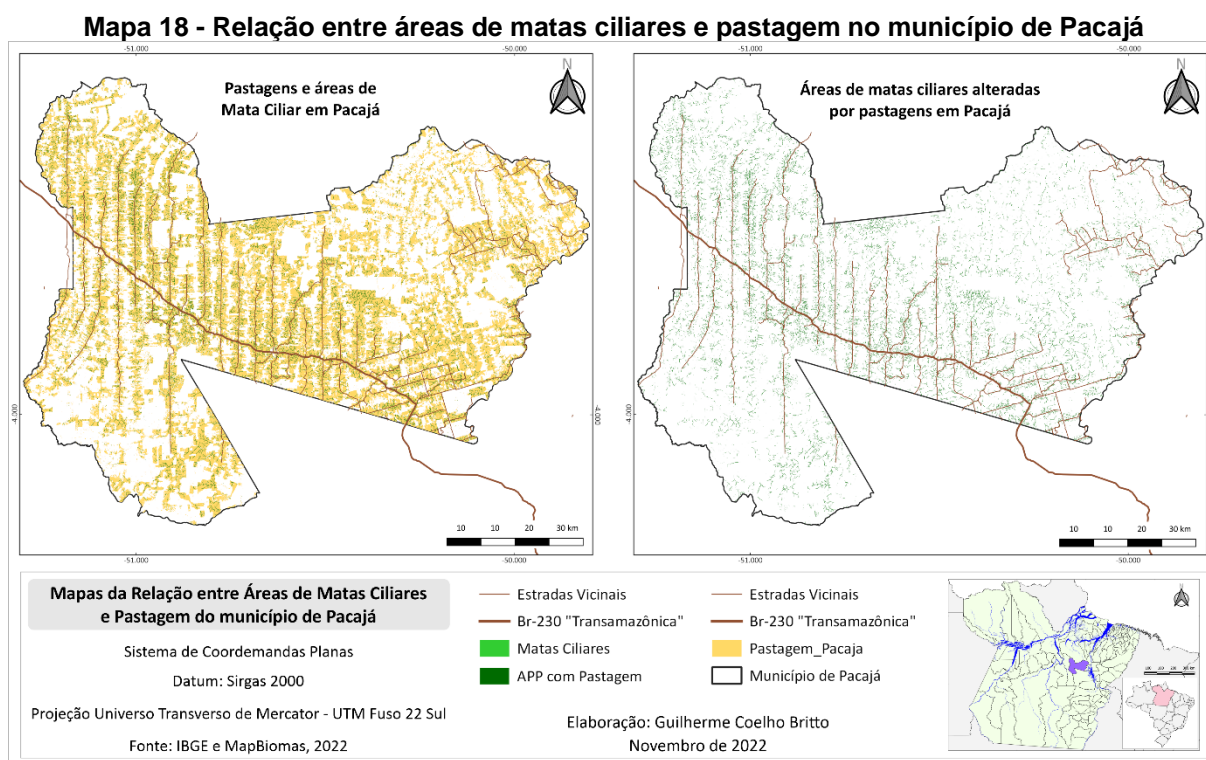 Mapa 18 - Relação entre áreas de matas ciliares e pastagem no município de Pacajá
-51.000
-50.000
-51.000
-50.000
Pastagens e áreas de
Mata Ciliar em Pacajá
N
Áreas de matas ciliares alteradas
por pastagens em Pacajá
N
-4.000
-4.000
-4.000
10 10 20 30 km
10 10 20 30 km
-51.000
-50.000
-51.000
-50.000
Mapas da Relação entre Áreas de Matas Ciliares
e Pastagem do município de Pacajá
Sistema de Coordemandas Planas
Datum: Sirgas 2000
Projeção Universo Transverso de Mercator - UTM Fuso 22 Sul
Fonte: IBGE e MapBiomas, 2022
Estradas Vicinais
Br-230 "Transamazônica"
Matas Ciliares
APP com Pastagem
Estradas Vicinais
Br-230 "Transamazônica"
Pastagem_Pacaja
Município de Pacajá
Elaboração: Guilherme Coelho Britto
Novembro de 2022